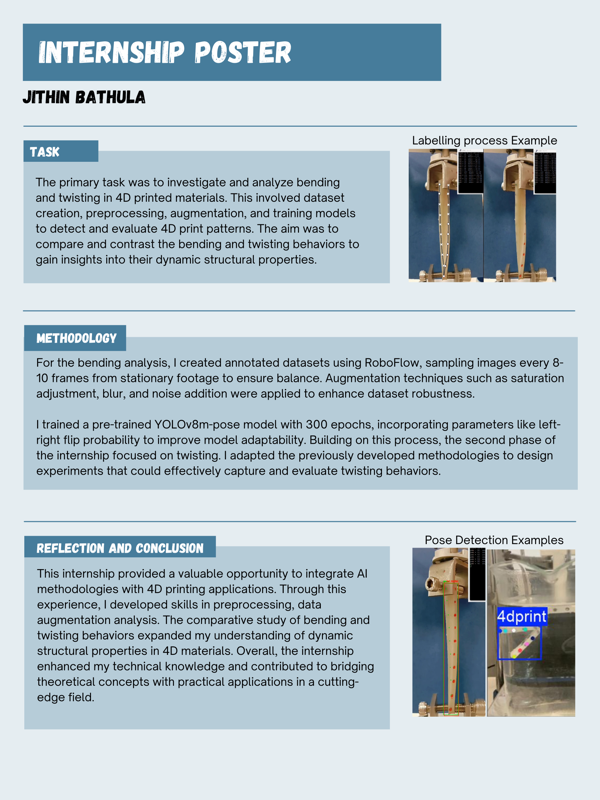 INTERNSHIP POSTER
JITHIN BATHULA
TASK
The primary task was to investigate and analyze bending
and twisting in 4D printed materials. This involved dataset
creation, preprocessing, augmentation, and training models
to detect and evaluate 4D print patterns. The aim was to
compare and contrast the bending and twisting behaviors to
gain insights into their dynamic structural properties.
Labelling process Example
METHODOLOGY
For the bending analysis, I created annotated datasets using RoboFlow, sampling images every 8-
10 frames from stationary footage to ensure balance. Augmentation techniques such as saturation
adjustment, blur, and noise addition were applied to enhance dataset robustness.
I trained a pre-trained YOLOv8m-pose model with 300 epochs, incorporating parameters like left-
right flip probability to improve model adaptability. Building on this process, the second phase of
the internship focused on twisting. I adapted the previously developed methodologies to design
experiments that could effectively capture and evaluate twisting behaviors.
REFLECTION AND CONCLUSION
This internship provided a valuable opportunity to integrate AI
methodologies with 4D printing applications. Through this
experience, I developed skills in preprocessing, data
augmentation analysis. The comparative study of bending and
twisting behaviors expanded my understanding of dynamic
structural properties in 4D materials. Overall, the internship
enhanced my technical knowledge and contributed to bridging
theoretical concepts with practical applications in a cutting-
edge field.
Pose Detection Examples
4dprint